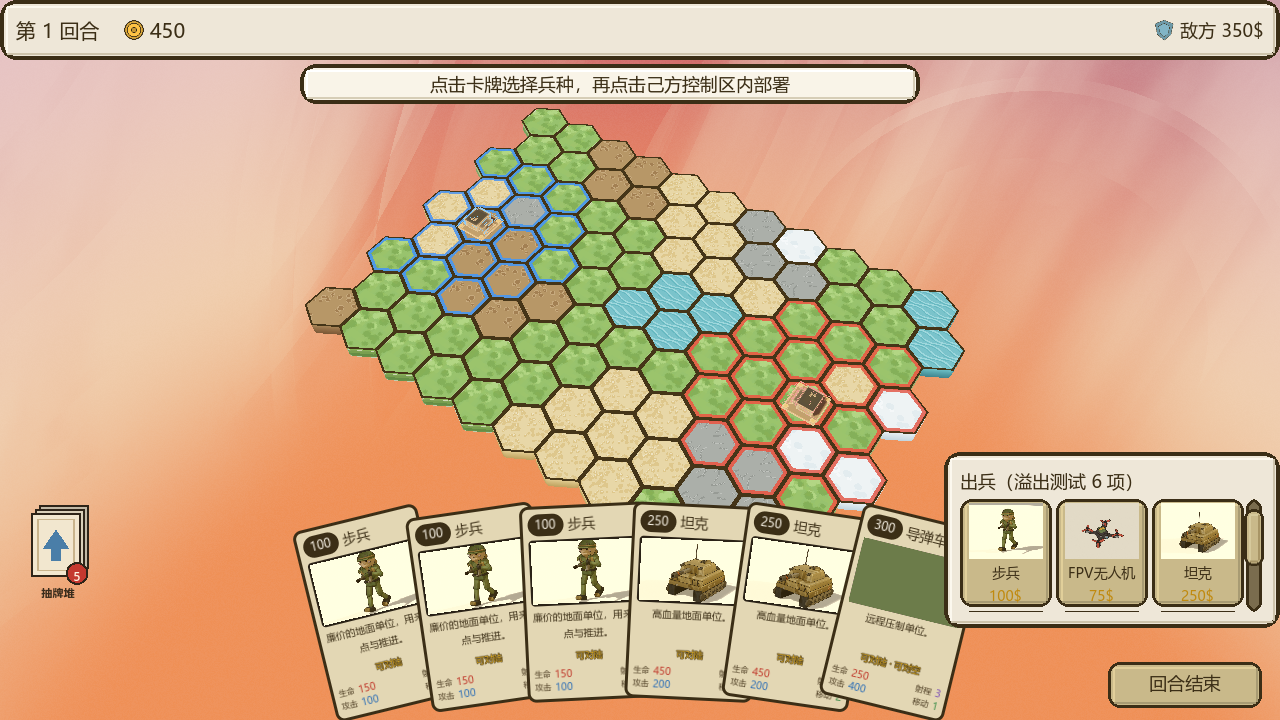 第 1 回合
450
敌方 350$
点击卡牌选择兵种，再点击己方控制区内部署
出兵（溢出测试 6 项）
步兵
100$
FPV无人机
75$
坦克
250$
5
抽牌堆
100 步兵
廉价的地面单位，用来
点与推进。
可对陆
生命 150
攻击 100
100 步兵
廉价的地面单位，用来
点与推进。
可对陆
生命 150
攻击 100
100 步兵
廉价的地面单位，用来
点与推进。
可对陆
生命 150
攻击 100
250 坦克
高血量地面单位。
可对陆
生命 450
攻击 200
250 坦克
高血量地面单位。
可对陆
生命 450
攻击 200
移动
300 导弹车
远程压制单位。
可对陆·可对空
生命 250
攻击 400
射程 3
移动 1
回合结束